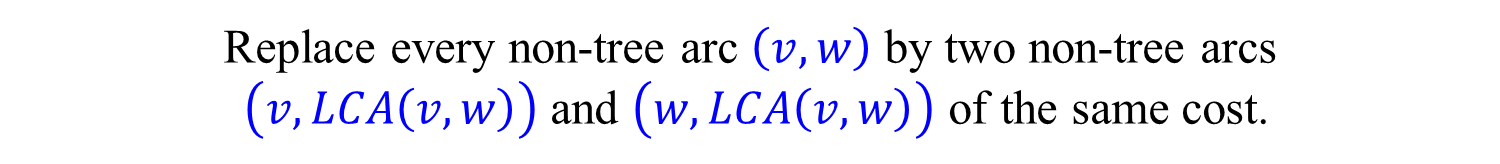 Replace every non-tree arc (v, w) by two non-tree arcs
(v, LCA(v, w)) and (w, LCA(v, w)) of the same cost.